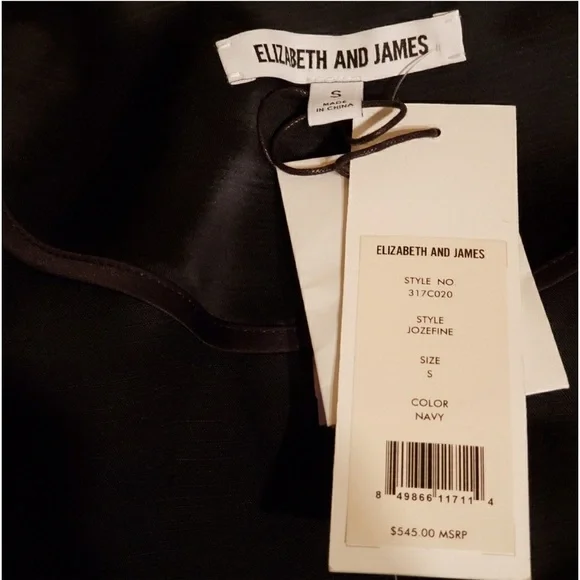 ELIZABETH AND JAMES
S
MADE
IN CHINA
ELIZABETH AND JAMES
STYLE NO.
317C020
STYLE
JOZEFINE
SIZE
S
COLOR
NAVY
8 49866 11711 4
$545.00 MSRP